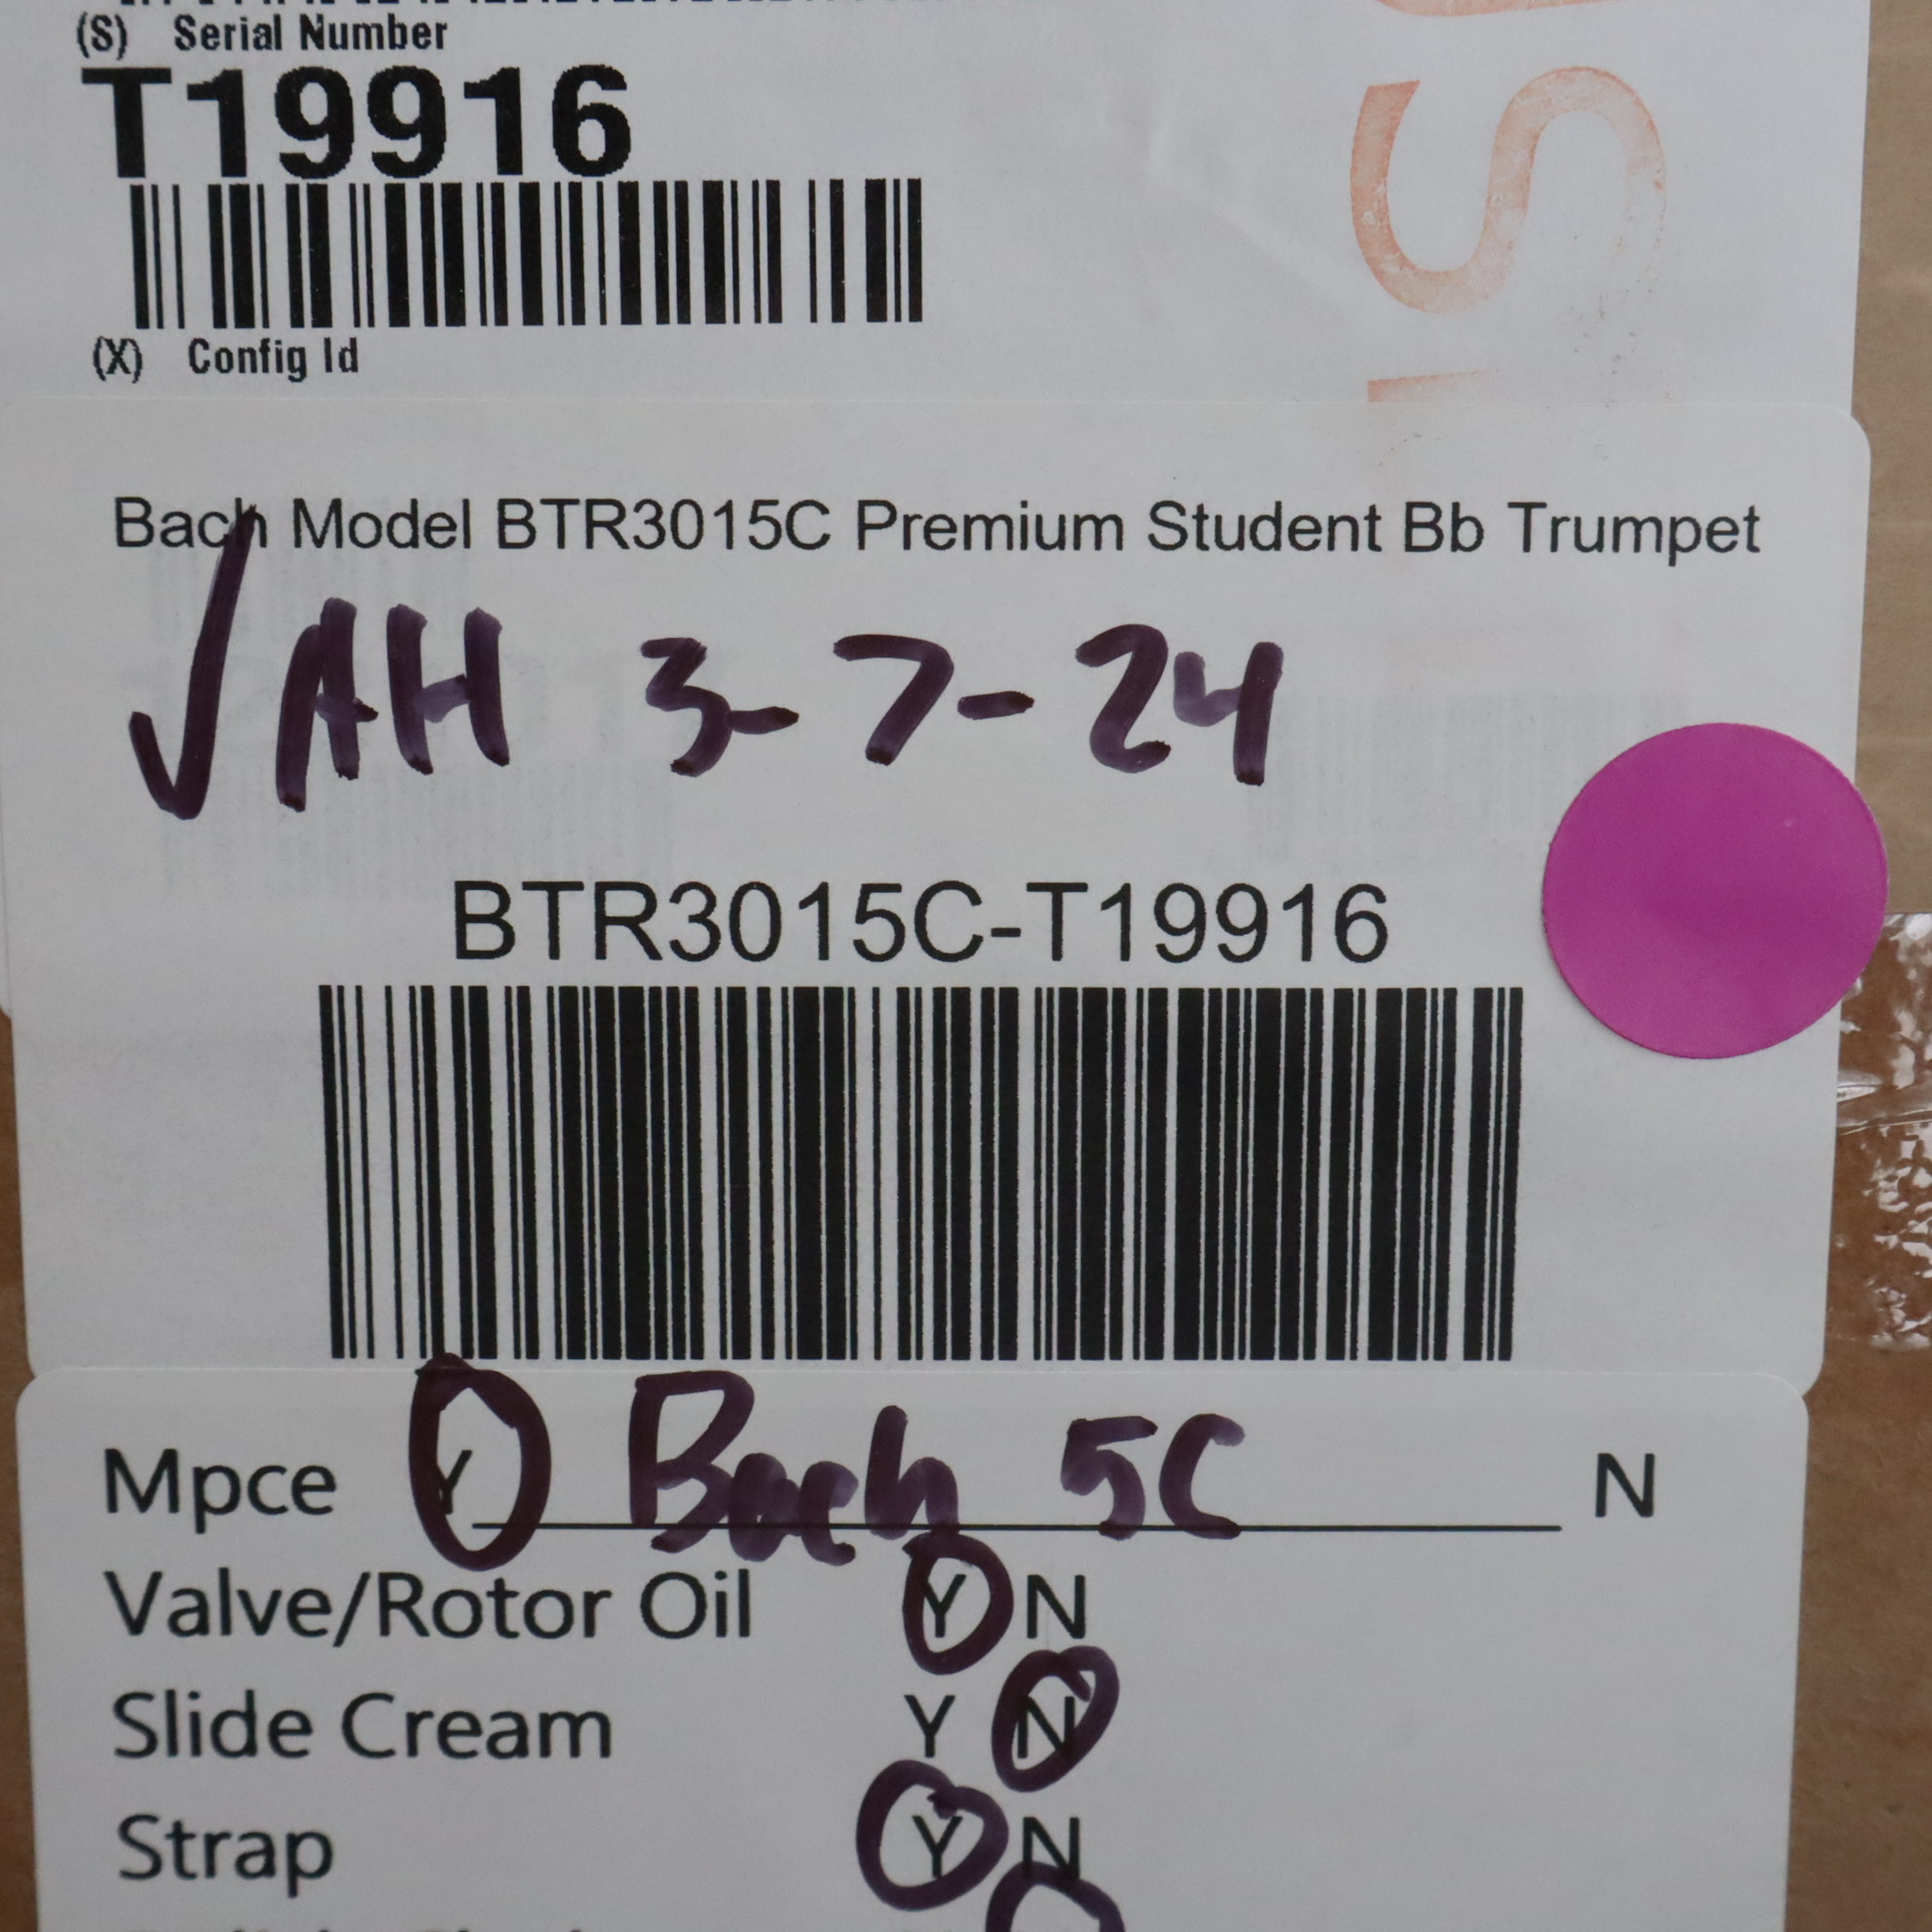 (S) Serial Number
T19916
(X) Config Id
Bach Model BTR3015C Premium Student Bb Trumpet
√AH 3-7-24
BTR3015C-T19916
Mpce Y Bach 5C N
Valve/Rotor Oil Y N
Slide Cream Y N
Strap Y N